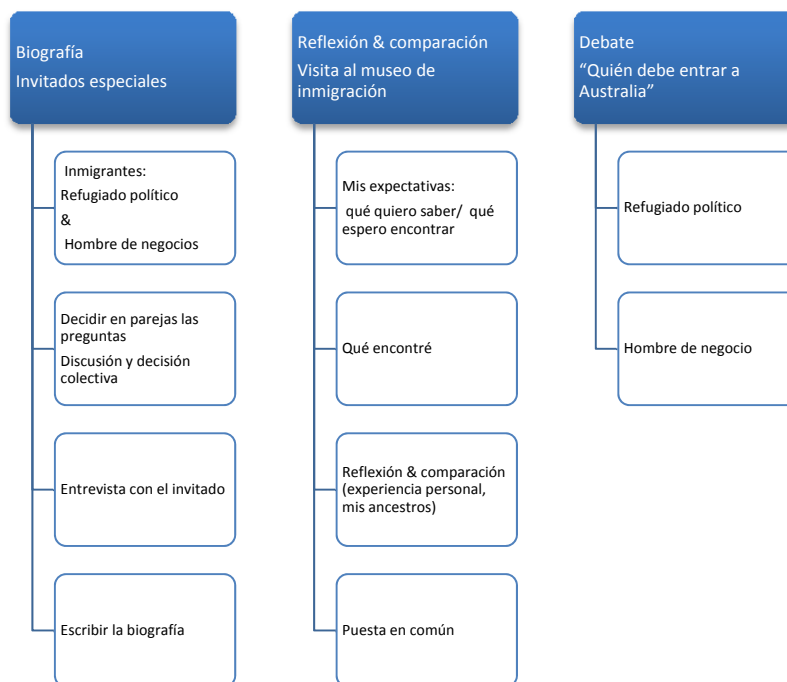 Biografía
Invitados especiales
Inmigrantes:
Refugiado político
&
Hombre de negocios
Decidir en parejas las
preguntas
Discusión y decisión
colectiva
Entrevista con el invitado
Escribir la biografía
Reflexión & comparación
Visita al museo de
inmigración
Mis expectativas:
qué quiero saber/ qué
espero encontrar
Qué encontré
Reflexión & comparación
(experiencia personal,
mis ancestros)
Puesta en común
Debate
“Quién debe entrar a
Australia”
Refugiado político
Hombre de negocio